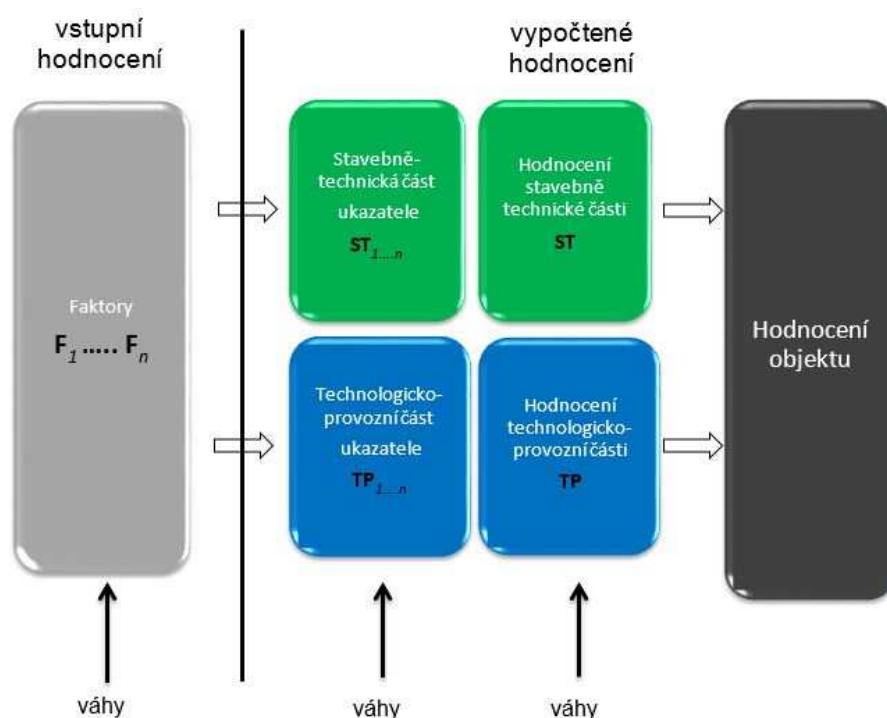 vstupní
hodnocení
vypočtené
hodnocení
Faktory
F1 ..... Fn
Stavebně-
technická část
ukazatele
ST1....n
Hodnocení
stavebně
technické části
ST
Technologicko-
provozní část
ukazatele
TP1....n
Hodnocení
technologicko-
provozní části
TP
Hodnocení
objektu
váhy
váhy
váhy